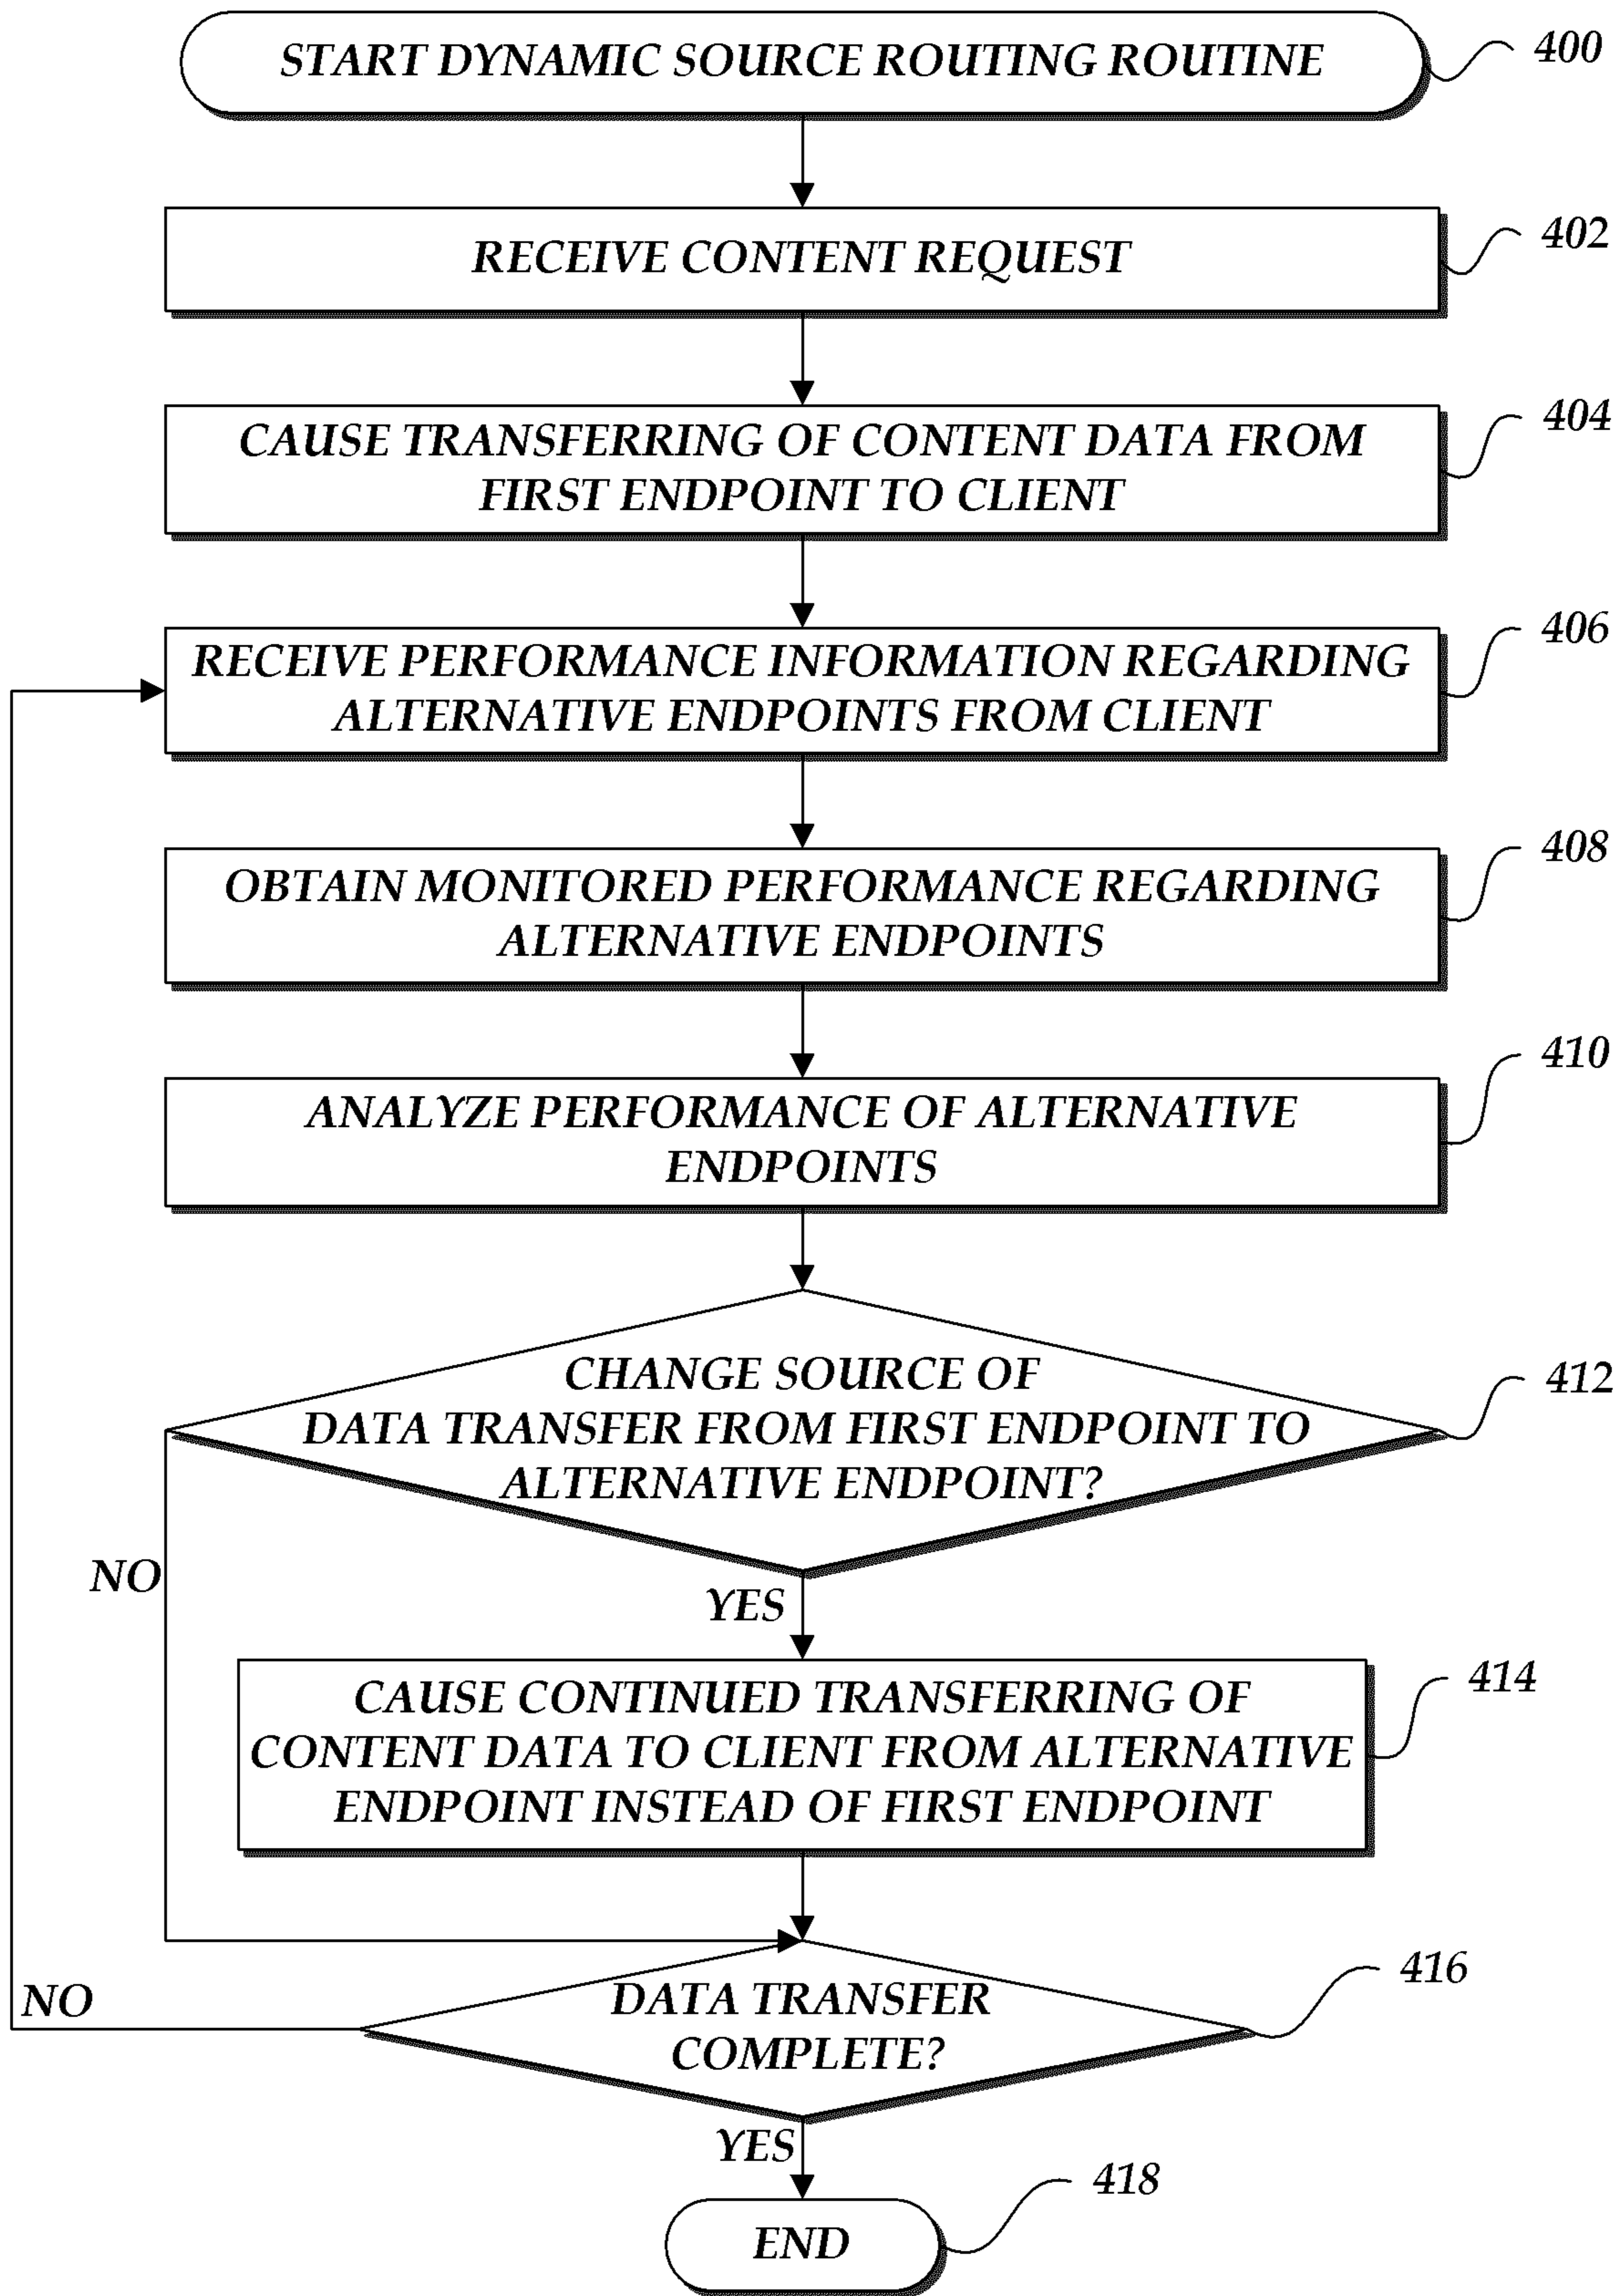 START DYNAMIC SOURCE ROUTING ROUTINE
400
RECEIVE CONTENT REQUEST
402
CAUSE TRANSFERRING OF CONTENT DATA FROM
FIRST ENDPOINT TO CLIENT
404
RECEIVE PERFORMANCE INFORMATION REGARDING
ALTERNATIVE ENDPOINTS FROM CLIENT
406
OBTAIN MONITORED PERFORMANCE REGARDING
ALTERNATIVE ENDPOINTS
408
ANALYZE PERFORMANCE OF ALTERNATIVE
ENDPOINTS
410
CHANGE SOURCE OF
DATA TRANSFER FROM FIRST ENDPOINT TO
ALTERNATIVE ENDPOINT?
412
NO
YES
CAUSE CONTINUED TRANSFERRING OF
CONTENT DATA TO CLIENT FROM ALTERNATIVE
ENDPOINT INSTEAD OF FIRST ENDPOINT
414
DATA TRANSFER
COMPLETE?
416
NO
YES
END
418